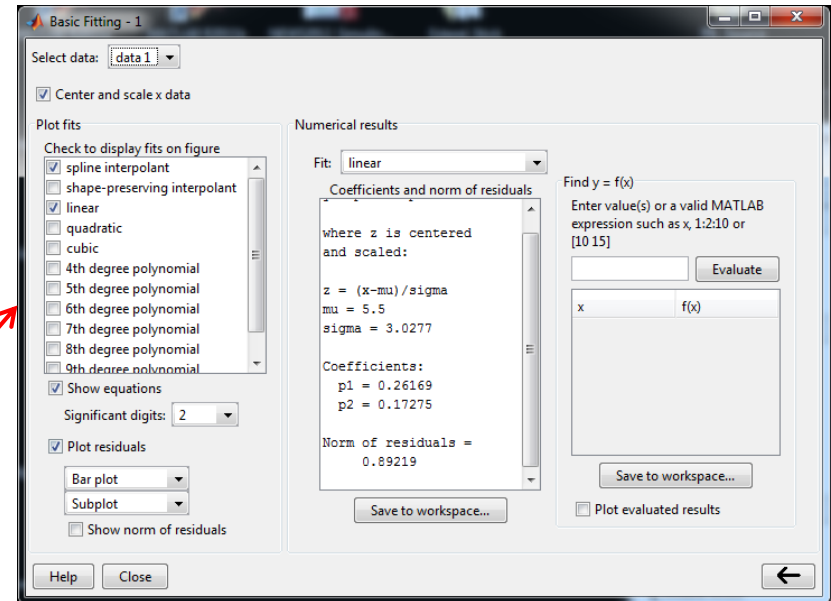 Basic Fitting - 1
Select data: data 1
Center and scale x data
Plot fits
Check to display fits on figure
spline interpolant
shape-preserving interpolant
linear
quadratic
cubic
4th degree polynomial
5th degree polynomial
6th degree polynomial
7th degree polynomial
8th degree polynomial
9th degree polynomial
Show equations
Significant digits: 2
Plot residuals
Bar plot
Subplot
Show norm of residuals
Numerical results
Fit: linear
Coefficients and norm of residuals
where z is centered
and scaled:
z = (x-mu)/sigma
mu = 5.5
sigma = 3.0277
Coefficients:
p1 = 0.26169
p2 = 0.17275
Norm of residuals =
0.89219
Save to workspace...
Find y = f(x)
Enter value(s) or a valid MATLAB
expression such as x, 1:2:10 or
[10 15]
Evaluate
x f(x)
Save to workspace...
Plot evaluated results
Help Close